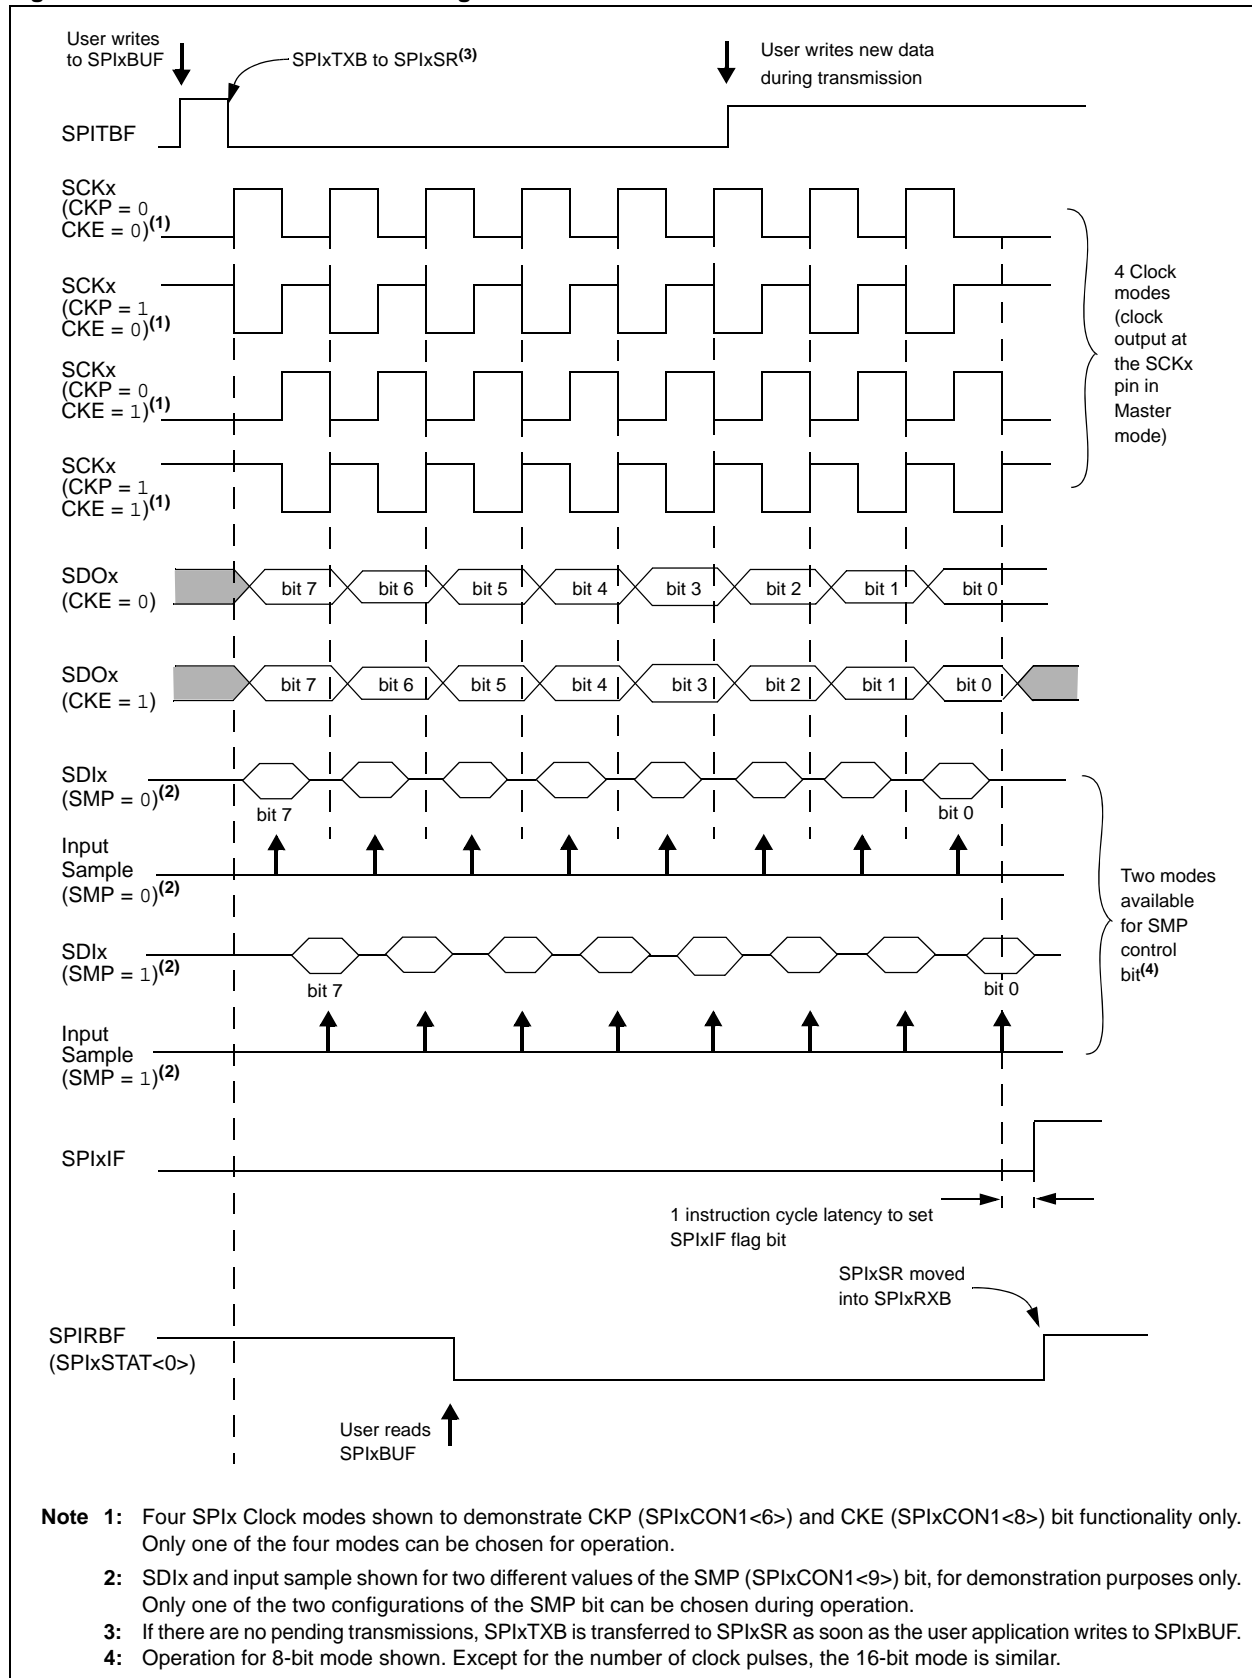 User writes
to SPIxBUF
SPIxTXB to SPIxSR(3)
User writes new data
during transmission
SPITBF
SCKx
(CKP = 0
CKE = 0)(1)
SCKx
(CKP = 1
CKE = 0)(1)
SCKx
(CKP = 0
CKE = 1)(1)
SCKx
(CKP = 1
CKE = 1)(1)
4 Clock
modes
(clock
output at
the SCKx
pin in
Master
mode)
SDOx
(CKE = 0)
bit 7 bit 6 bit 5 bit 4 bit 3 bit 2 bit 1 bit 0
SDOx
(CKE = 1)
bit 7 bit 6 bit 5 bit 4 bit 3 bit 2 bit 1 bit 0
SDIx
(SMP = 0)(2)
bit 7 bit 0
Input
Sample
(SMP = 0)(2)
SDIx
(SMP = 1)(2)
bit 7 bit 0
Input
Sample
(SMP = 1)(2)
Two modes
available
for SMP
control
bit(4)
SPIxIF
1 instruction cycle latency to set
SPIxIF flag bit
SPIxSR moved
into SPIxRXB
SPIRBF
(SPIxSTAT<0>)
User reads
SPIxBUF
Note 1: Four SPIx Clock modes shown to demonstrate CKP (SPIxCON1<6>) and CKE (SPIxCON1<8>) bit functionality only.
Only one of the four modes can be chosen for operation.
2: SDIx and input sample shown for two different values of the SMP (SPIxCON1<9>) bit, for demonstration purposes only.
Only one of the two configurations of the SMP bit can be chosen during operation.
3: If there are no pending transmissions, SPIxTXB is transferred to SPIxSR as soon as the user application writes to SPIxBUF.
4: Operation for 8-bit mode shown. Except for the number of clock pulses, the 16-bit mode is similar.